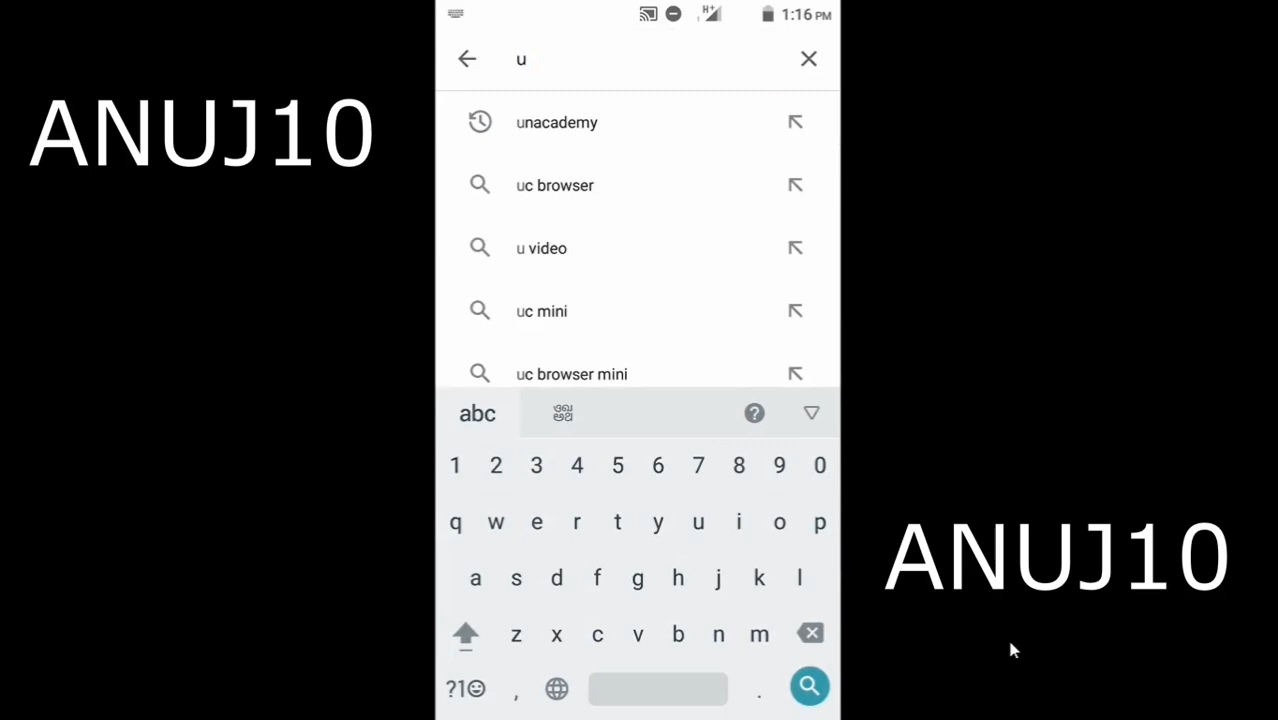 H+ 1:16 PM
u
ANUJ10
unacademy
uc browser
u video
uc mini
uc browser mini
abc
1 2 3 4 5 6 7 8 9 0
q w e r t y u i o p
ANUJ10
a s d f g h j k l
z x c v b n m
?1☺ , .